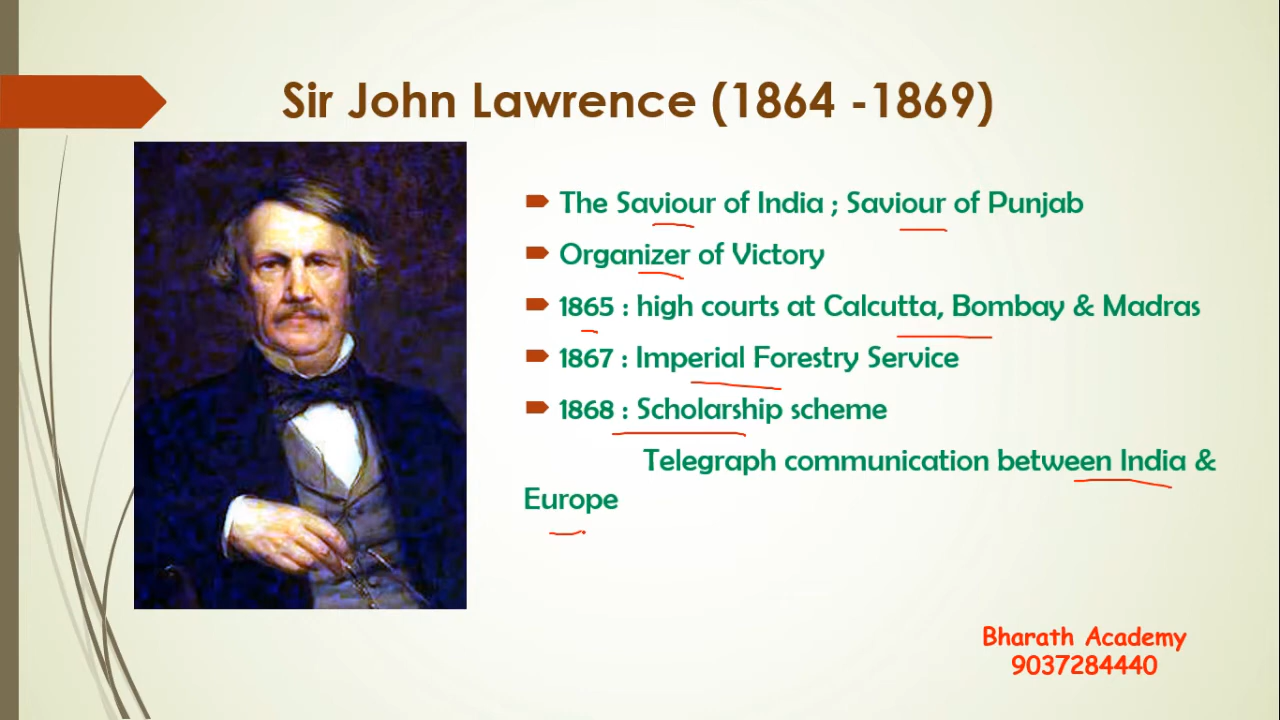 Sir John Lawrence (1864 -1869)
The Saviour of India ; Saviour of Punjab
Organizer of Victory
1865 : high courts at Calcutta, Bombay & Madras
1867 : Imperial Forestry Service
1868 : Scholarship scheme
Telegraph communication between India &
Europe
Bharath Academy
9037284440